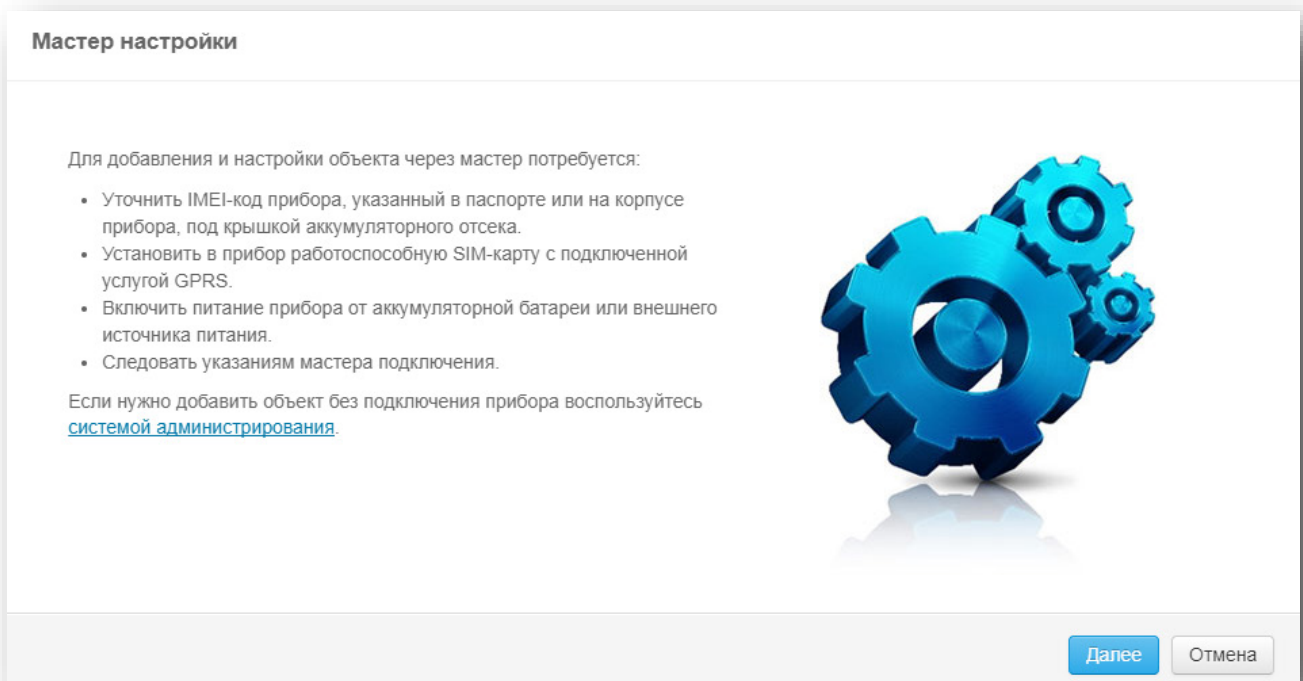 Мастер настройки
Для добавления и настройки объекта через мастер потребуется:
• Уточнить IMEI-код прибора, указанный в паспорте или на корпусе
прибора, под крышкой аккумуляторного отсека.
• Установить в прибор работоспособную SIM-карту с подключенной
услугой GPRS.
• Включить питание прибора от аккумуляторной батареи или внешнего
источника питания.
• Следовать указаниям мастера подключения.
Если нужно добавить объект без подключения прибора воспользуйтесь
системой администрирования.
Далее Отмена